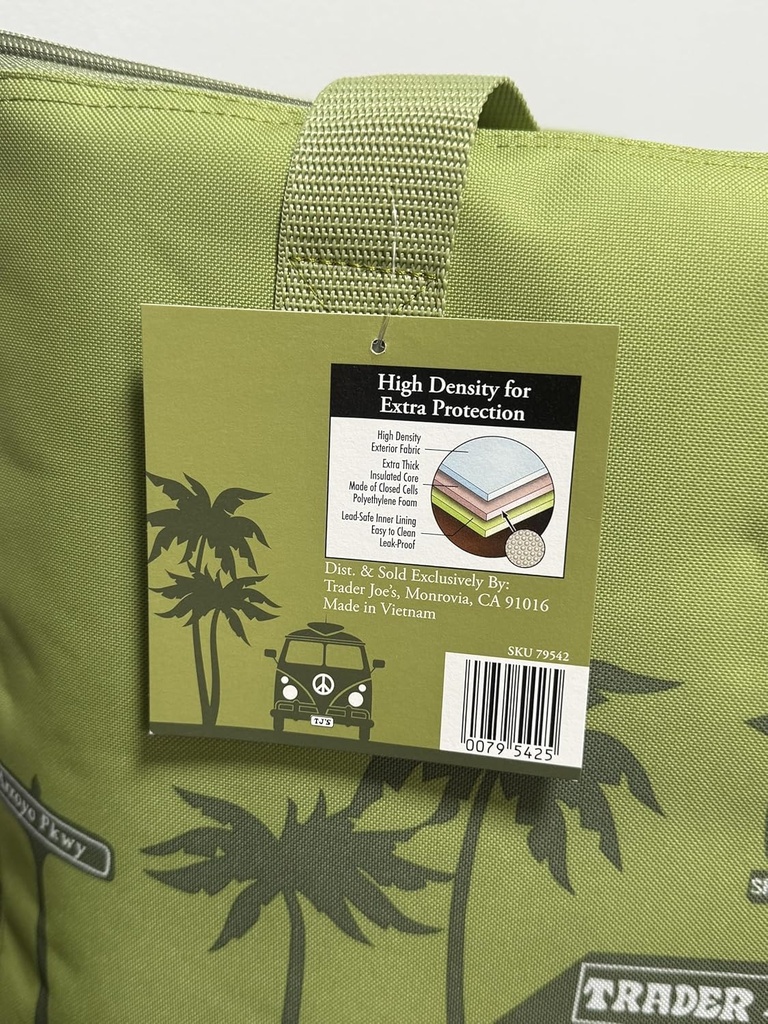 High Density for
Extra Protection
High Density
Exterior Fabric
Extra Thick
Insulated Core
Made of Closed Cells
Polyethylene Foam
Lead-Safe Inner Lining
Easy to Clean
Leak-Proof
Dist. & Sold Exclusively By:
Trader Joe's, Monrovia, CA 91016
Made in Vietnam
SKU 79542
TJ'S
0079 5425
Arroyo Pkwy
TRADER